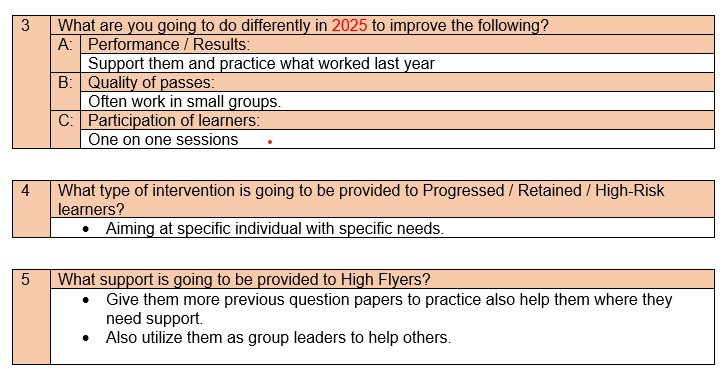 3 What are you going to do differently in 2025 to improve the following?
A: Performance / Results:
Support them and practice what worked last year
B: Quality of passes:
Often work in small groups.
C: Participation of learners:
One on one sessions
4 What type of intervention is going to be provided to Progressed / Retained / High-Risk
learners?
• Aiming at specific individual with specific needs.
5 What support is going to be provided to High Flyers?
• Give them more previous question papers to practice also help them where they
need support.
• Also utilize them as group leaders to help others.